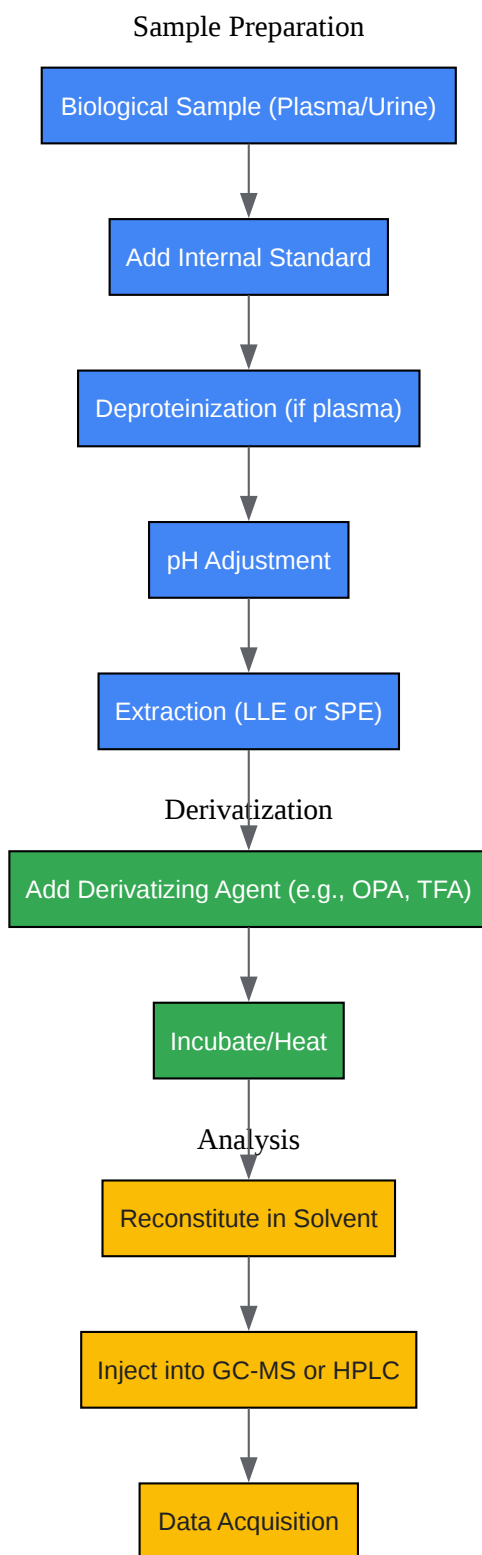 Sample Preparation
Biological Sample (Plasma/Urine)
Add Internal Standard
Deproteinization (if plasma)
pH Adjustment
Extraction (LLE or SPE)
Derivatization
Add Derivatizing Agent (e.g., OPA, TFA)
Incubate/Heat
Analysis
Reconstitute in Solvent
Inject into GC-MS or HPLC
Data Acquisition